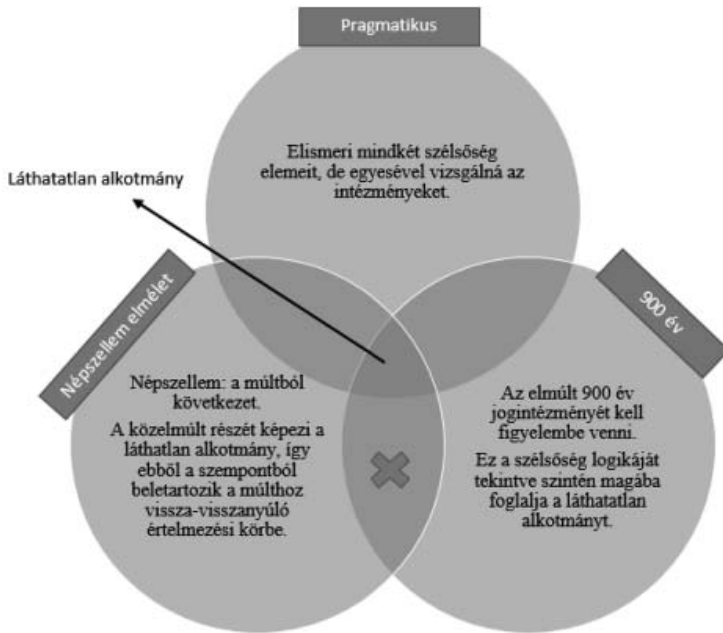 Pragmatikus
Elismeri mindkét szélsőség
elemeit, de egyesével vizsgálná az
intézményeket.
Láthatatlan alkotmány
Népszellem elmélet
Népszellem: a múltból
következet.
A közelmúlt részét képezi a
láthatlan alkotmány, így
ebből a szempontból
beletartozik a múlthoz
vissza-visszanyúló
értelmezési körbe.
900 év
Az elmúlt 900 év
jogintézményét kell
figyelembe venni.
Ez a szélsőség logikáját
tekintve szintén magába
foglalja a láthatatlan
alkotmányt.